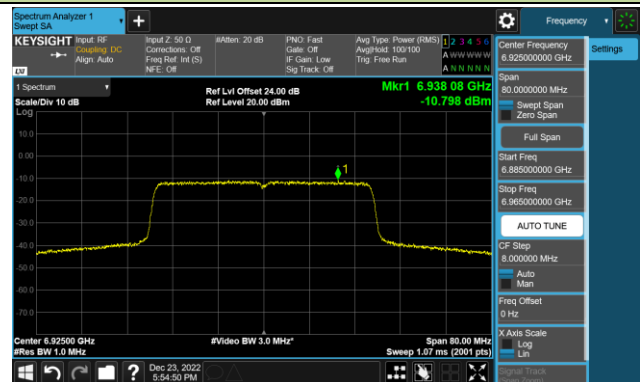 Spectrum Analyzer 1
Swept SA
Frequency
KEYSIGHT
Input: RF
Coupling: DC
Align: Auto
Input Z: 50 Ω
Corrections: Off
Freq Ref: Int (S)
NFE: Off
#Atten: 20 dB
PNO: Fast
Gate: Off
IF Gain: Low
Sig Track: Off
Avg Type: Power (RMS)
Avg|Hold: 100/100
Trig: Free Run
1 2 3 4 5 6
A W W W W W
A N N N N N
LXI
1 Spectrum
Scale/Div 10 dB
Ref Lvl Offset 24.00 dB
Ref Level 20.00 dBm
Mkr1 6.938 08 GHz
-10.798 dBm
Log
10.0
0.00
-10.0
-20.0
-30.0
-40.0
-50.0
-60.0
-70.0
1
Center 6.92500 GHz
#Res BW 1.0 MHz
#Video BW 3.0 MHz*
Span 80.00 MHz
Sweep 1.07 ms (2001 pts)
Dec 23, 2022
5:54:50 PM
Center Frequency
6.925000000 GHz
Settings
Span
80.0000000 MHz
Swept Span
Zero Span
Full Span
Start Freq
6.885000000 GHz
Stop Freq
6.965000000 GHz
AUTO TUNE
CF Step
8.000000 MHz
Auto
Man
Freq Offset
0 Hz
X Axis Scale
Log
Lin
Signal Track